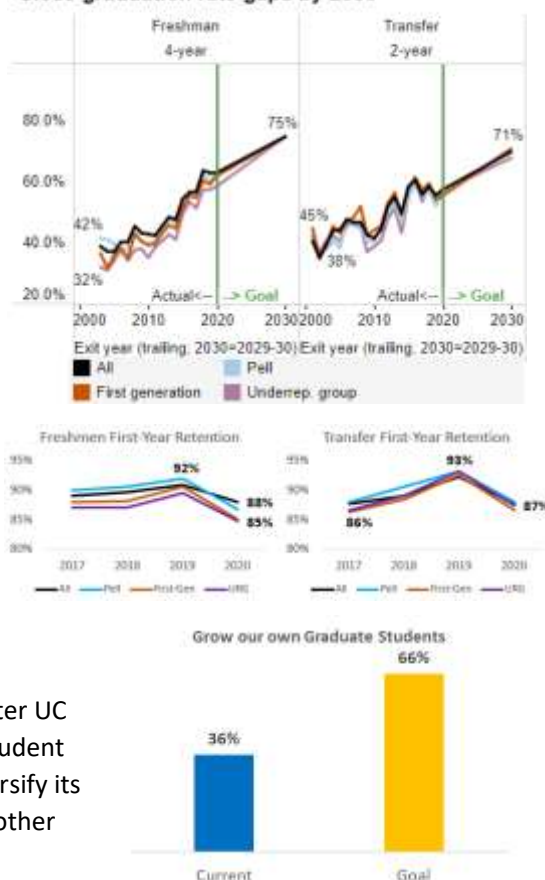 Freshman
Transfer
4-year
2-year
80.0%
60.0%
40.0%
20.0%
75%
71%
42%
32%
45%
38%
Actual<-- --> Goal
Actual<-- --> Goal
2000 2010 2020 2030
2000 2010 2020 2030
Exit year (trailing, 2030=2029-30)
Exit year (trailing, 2030=2029-30)
All
Pell
First generation
Underrep. group
Freshmen First-Year Retention
95%
90%
85%
80%
92%
88%
85%
2017 2018 2019 2020
All Pell First-Gen URG
Transfer First-Year Retention
95%
90%
85%
80%
93%
86%
87%
2017 2018 2019 2020
All Pell First-Gen URG
Grow our own Graduate Students
66%
36%
Current Goal
ter UC
tudent
rsify its
other